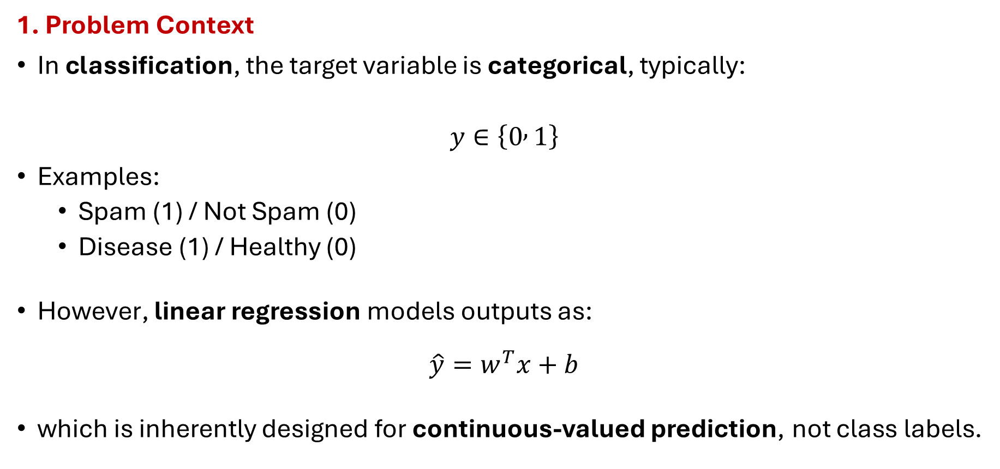 1. Problem Context
• In classification, the target variable is categorical, typically:
y ∈ {0, 1}
• Examples:
• Spam (1) / Not Spam (0)
• Disease (1) / Healthy (0)
• However, linear regression models outputs as:
ŷ = wᵀx + b
• which is inherently designed for continuous-valued prediction, not class labels.